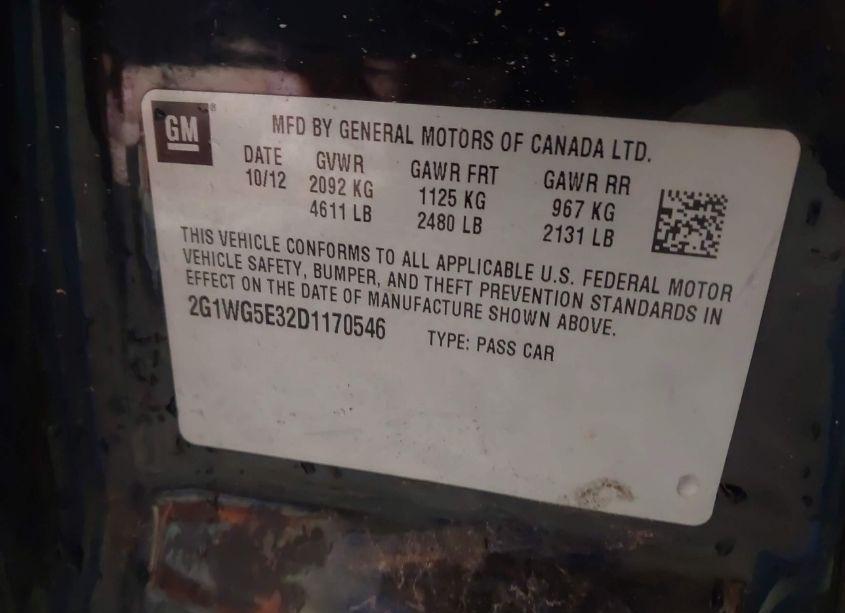 GM ®
MFD BY GENERAL MOTORS OF CANADA LTD.
DATE GVWR GAWR FRT GAWR RR
10/12 2092 KG 1125 KG 967 KG
4611 LB 2480 LB 2131 LB
THIS VEHICLE CONFORMS TO ALL APPLICABLE U.S. FEDERAL MOTOR
VEHICLE SAFETY, BUMPER, AND THEFT PREVENTION STANDARDS IN
EFFECT ON THE DATE OF MANUFACTURE SHOWN ABOVE.
2G1WG5E32D1170546 TYPE: PASS CAR